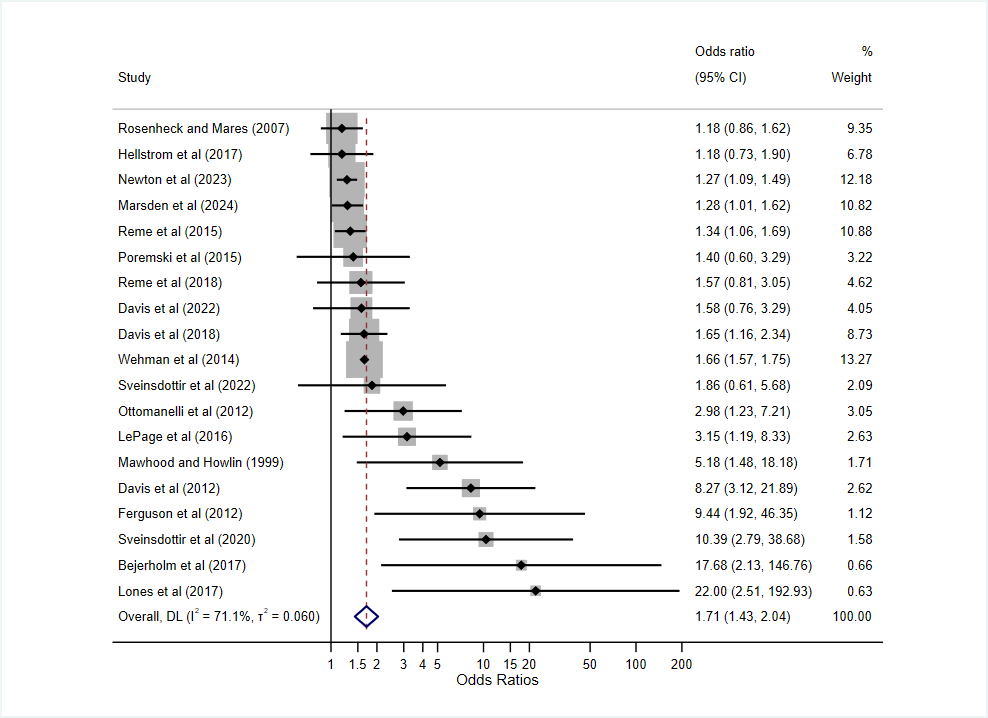 Odds ratio %
Study (95% CI) Weight
Rosenheck and Mares (2007) 1.18 (0.86, 1.62) 9.35
Hellstrom et al (2017) 1.18 (0.73, 1.90) 6.78
Newton et al (2023) 1.27 (1.09, 1.49) 12.18
Marsden et al (2024) 1.28 (1.01, 1.62) 10.82
Reme et al (2015) 1.34 (1.06, 1.69) 10.88
Poremski et al (2015) 1.40 (0.60, 3.29) 3.22
Reme et al (2018) 1.57 (0.81, 3.05) 4.62
Davis et al (2022) 1.58 (0.76, 3.29) 4.05
Davis et al (2018) 1.65 (1.16, 2.34) 8.73
Wehman et al (2014) 1.66 (1.57, 1.75) 13.27
Sveinsdottir et al (2022) 1.86 (0.61, 5.68) 2.09
Ottomanelli et al (2012) 2.98 (1.23, 7.21) 3.05
LePage et al (2016) 3.15 (1.19, 8.33) 2.63
Mawhood and Howlin (1999) 5.18 (1.48, 18.18) 1.71
Davis et al (2012) 8.27 (3.12, 21.89) 2.62
Ferguson et al (2012) 9.44 (1.92, 46.35) 1.12
Sveinsdottir et al (2020) 10.39 (2.79, 38.68) 1.58
Bejerholm et al (2017) 17.68 (2.13, 146.76) 0.66
Lones et al (2017) 22.00 (2.51, 192.93) 0.63
Overall, DL (I² = 71.1%, τ² = 0.060) 1.71 (1.43, 2.04) 100.00
1 1.5 2 3 4 5 10 15 20 50 100 200
Odds Ratios